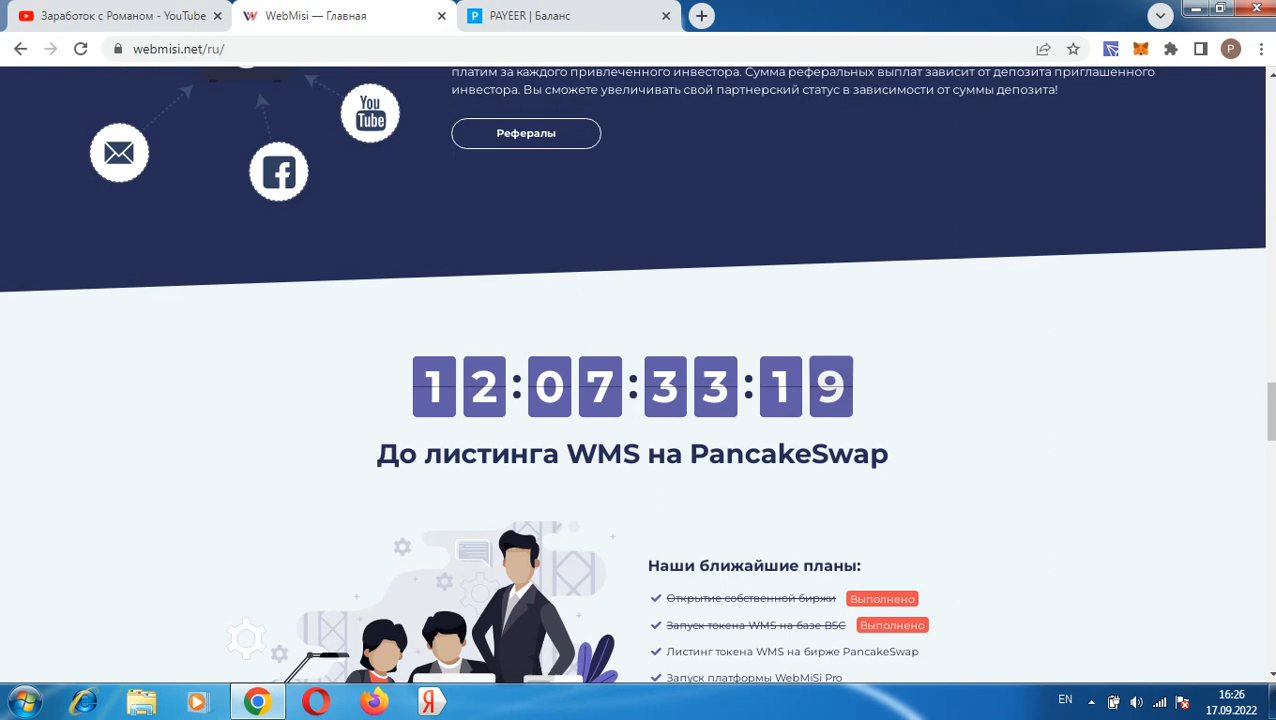 Заработок с Романом - YouTube
WebMisi — Главная
PAYEER | Баланс
webmisi.net/ru/
P
платим за каждого привлеченного инвестора. Сумма реферальных выплат зависит от депозита приглашенного
инвестора. Вы сможете увеличивать свой партнерский статус в зависимости от суммы депозита!
You
Tube
Рефералы
12:07:33:19
До листинга WMS на PancakeSwap
Наши ближайшие планы:
Открытие собственной биржи Выполнено
Запуск токена WMS на базе BSC Выполнено
Листинг токена WMS на бирже PancakeSwap
Запуск платформы WebMiSi Pro
EN
16:26
17.09.2022